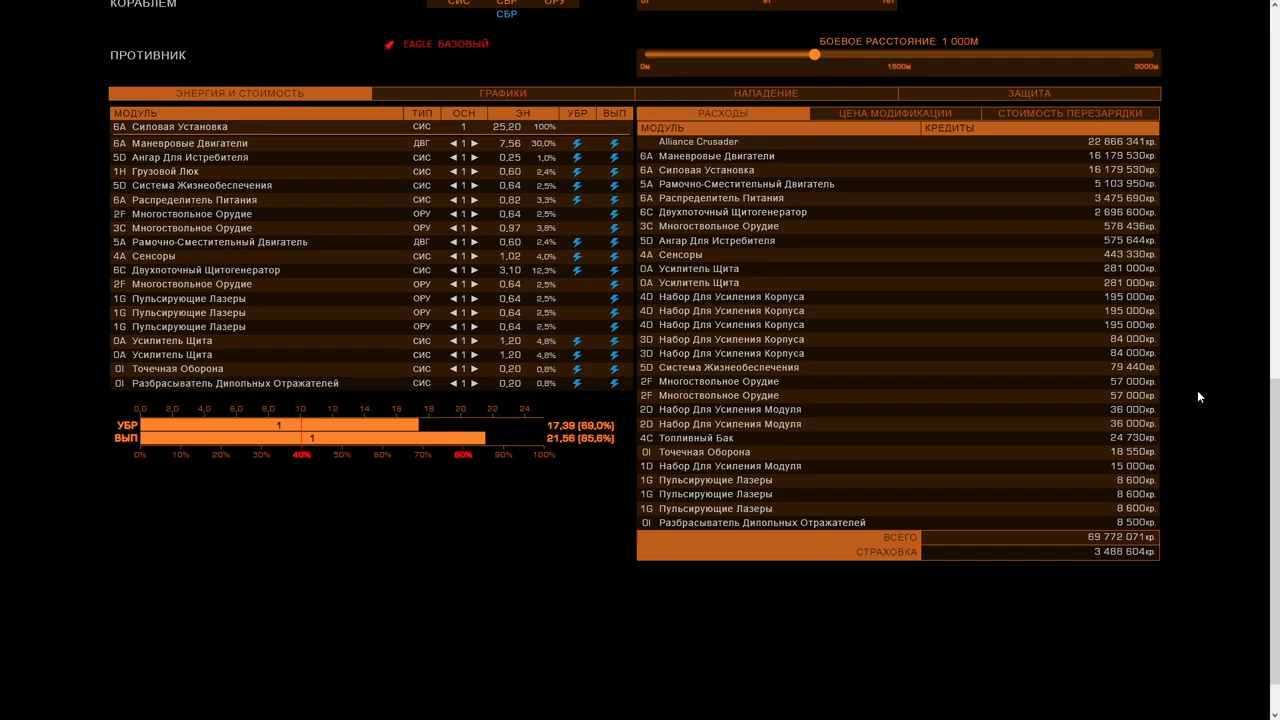 КОРАБЛЕМ
СИС СБР ОРУ
СБР
ПРОТИВНИК
EAGLE БАЗОВЫЙ
БОЕВОЕ РАССТОЯНИЕ: 1 000М
0м 1500м 3000м
ЭНЕРГИЯ И СТОИМОСТЬ ГРАФИКИ НАПАДЕНИЕ ЗАЩИТА
МОДУЛЬ ТИП ОСН ЭН УБР ВЫП
6A Силовая Установка СИС 1 25,20 100%
6A Маневровые Двигатели ДВГ ◄ 1 ► 7,56 30,0%
5D Ангар Для Истребителя СИС ◄ 1 ► 0,25 1,0%
1H Грузовой Люк СИС ◄ 1 ► 0,60 2,4%
5D Система Жизнеобеспечения СИС ◄ 1 ► 0,64 2,5%
6A Распределитель Питания СИС ◄ 1 ► 0,82 3,3%
2F Многоствольное Орудие ОРУ ◄ 1 ► 0,64 2,5%
3C Многоствольное Орудие ОРУ ◄ 1 ► 0,97 3,8%
5A Рамочно-Сместительный Двигатель ДВГ ◄ 1 ► 0,60 2,4%
4A Сенсоры СИС ◄ 1 ► 1,02 4,0%
6C Двухпоточный Щитогенератор СИС ◄ 1 ► 3,10 12,3%
2F Многоствольное Орудие ОРУ ◄ 1 ► 0,64 2,5%
1G Пульсирующие Лазеры ОРУ ◄ 1 ► 0,64 2,5%
1G Пульсирующие Лазеры ОРУ ◄ 1 ► 0,64 2,5%
1G Пульсирующие Лазеры ОРУ ◄ 1 ► 0,64 2,5%
0A Усилитель Щита СИС ◄ 1 ► 1,20 4,8%
0A Усилитель Щита СИС ◄ 1 ► 1,20 4,8%
0I Точечная Оборона СИС ◄ 1 ► 0,20 0,8%
0I Разбрасыватель Дипольных Отражателей СИС ◄ 1 ► 0,20 0,8%
0,0 2,0 4,0 6,0 8,0 10 12 14 16 18 20 22 24
УБР 1 17,39 (69,0%)
ВЫП 1 21,56 (85,6%)
0% 10% 20% 30% 40% 50% 60% 70% 80% 90% 100%
РАСХОДЫ ЦЕНА МОДИФИКАЦИИ СТОИМОСТЬ ПЕРЕЗАРЯДКИ
МОДУЛЬ КРЕДИТЫ
Alliance Crusader 22 866 341кр.
6A Маневровые Двигатели 16 179 530кр.
6A Силовая Установка 16 179 530кр.
5A Рамочно-Сместительный Двигатель 5 103 950кр.
6A Распределитель Питания 3 475 690кр.
6C Двухпоточный Щитогенератор 2 696 600кр.
3C Многоствольное Орудие 578 436кр.
5D Ангар Для Истребителя 575 644кр.
4A Сенсоры 443 330кр.
0A Усилитель Щита 281 000кр.
0A Усилитель Щита 281 000кр.
4D Набор Для Усиления Корпуса 195 000кр.
4D Набор Для Усиления Корпуса 195 000кр.
4D Набор Для Усиления Корпуса 195 000кр.
3D Набор Для Усиления Корпуса 84 000кр.
3D Набор Для Усиления Корпуса 84 000кр.
5D Система Жизнеобеспечения 79 440кр.
2F Многоствольное Орудие 57 000кр.
2F Многоствольное Орудие 57 000кр.
2D Набор Для Усиления Модуля 36 000кр.
2D Набор Для Усиления Модуля 36 000кр.
4C Топливный Бак 24 730кр.
0I Точечная Оборона 18 550кр.
1D Набор Для Усиления Модуля 15 000кр.
1G Пульсирующие Лазеры 8 600кр.
1G Пульсирующие Лазеры 8 600кр.
1G Пульсирующие Лазеры 8 600кр.
0I Разбрасыватель Дипольных Отражателей 8 500кр.
ВСЕГО 69 772 071кр.
СТРАХОВКА 3 488 604кр.